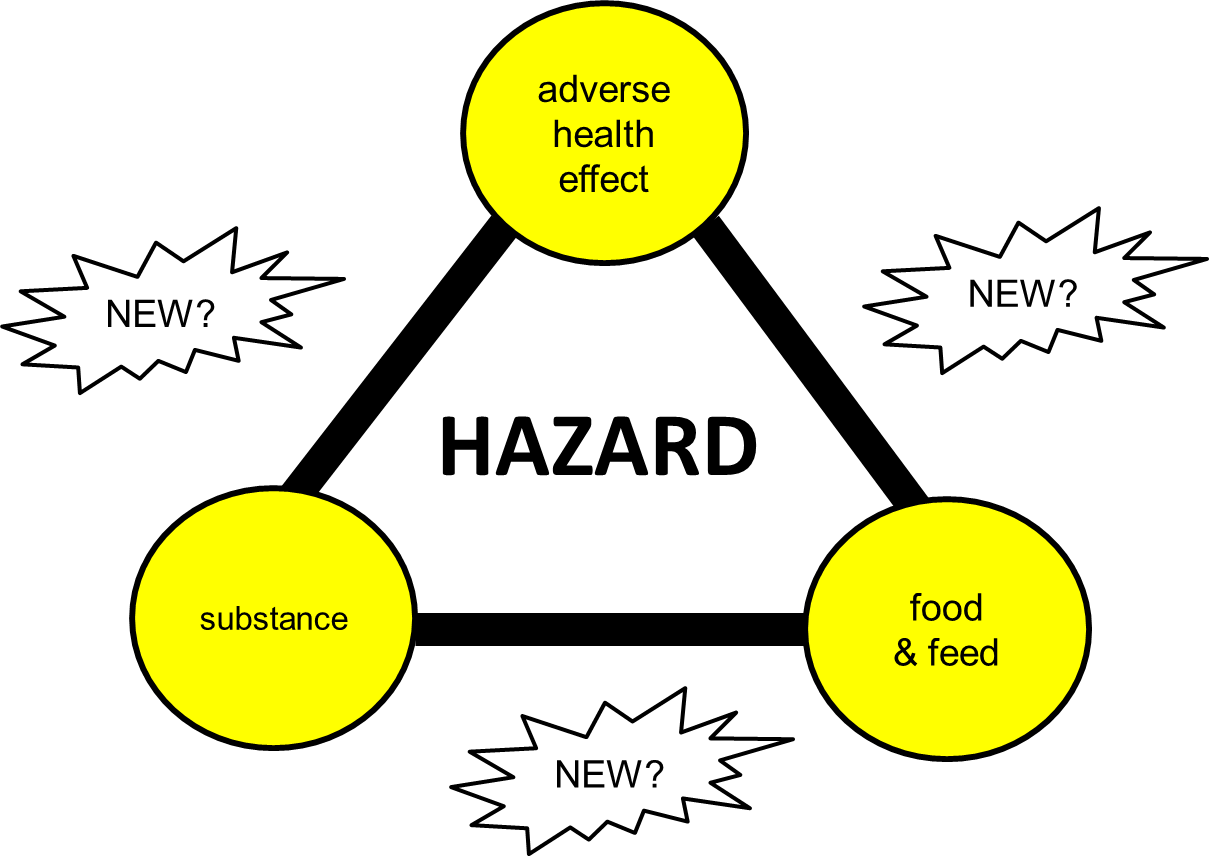 adverse
health
effect
NEW?
NEW?
HAZARD
substance
food
& feed
NEW?